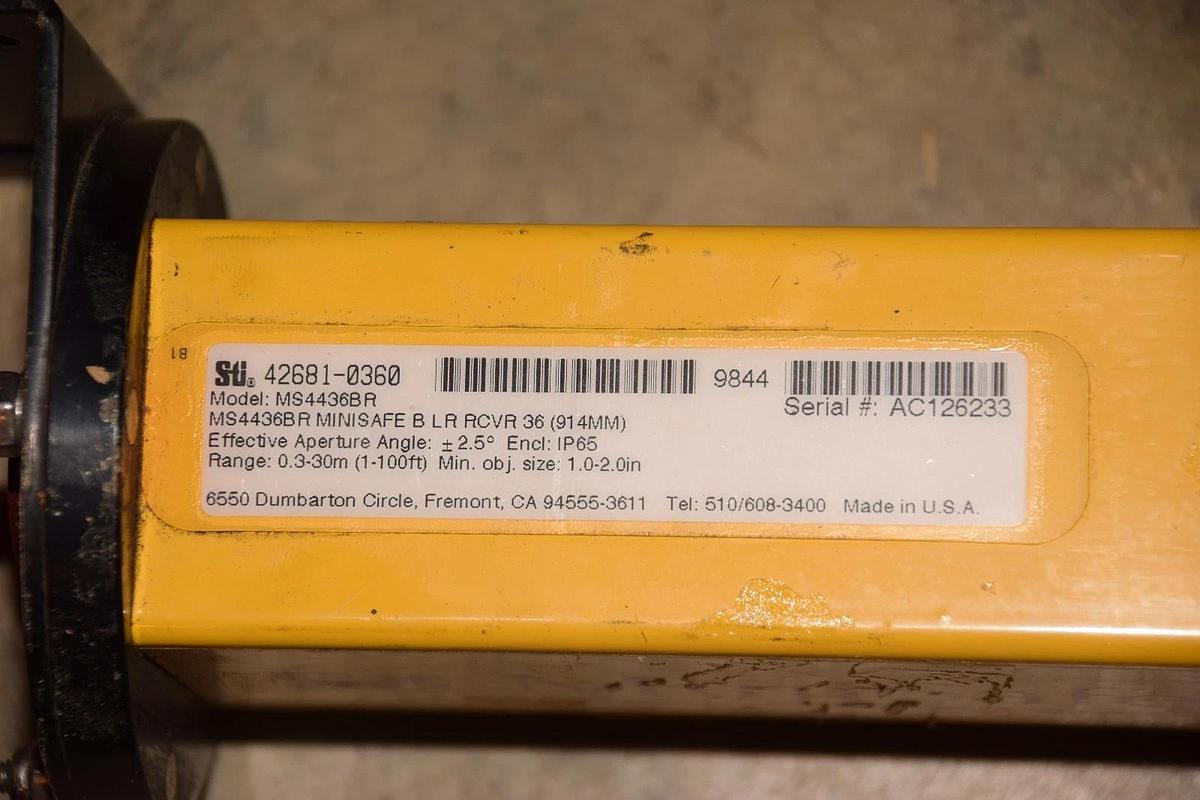 Sti® 42681-0360 9844
Model: MS4436BR Serial #: AC126233
MS4436BR MINISAFE B LR RCVR 36 (914MM)
Effective Aperture Angle: ±2.5° Encl: IP65
Range: 0.3-30m (1-100ft) Min. obj. size: 1.0-2.0in
6550 Dumbarton Circle, Fremont, CA 94555-3611 Tel: 510/608-3400 Made in U.S.A.
81